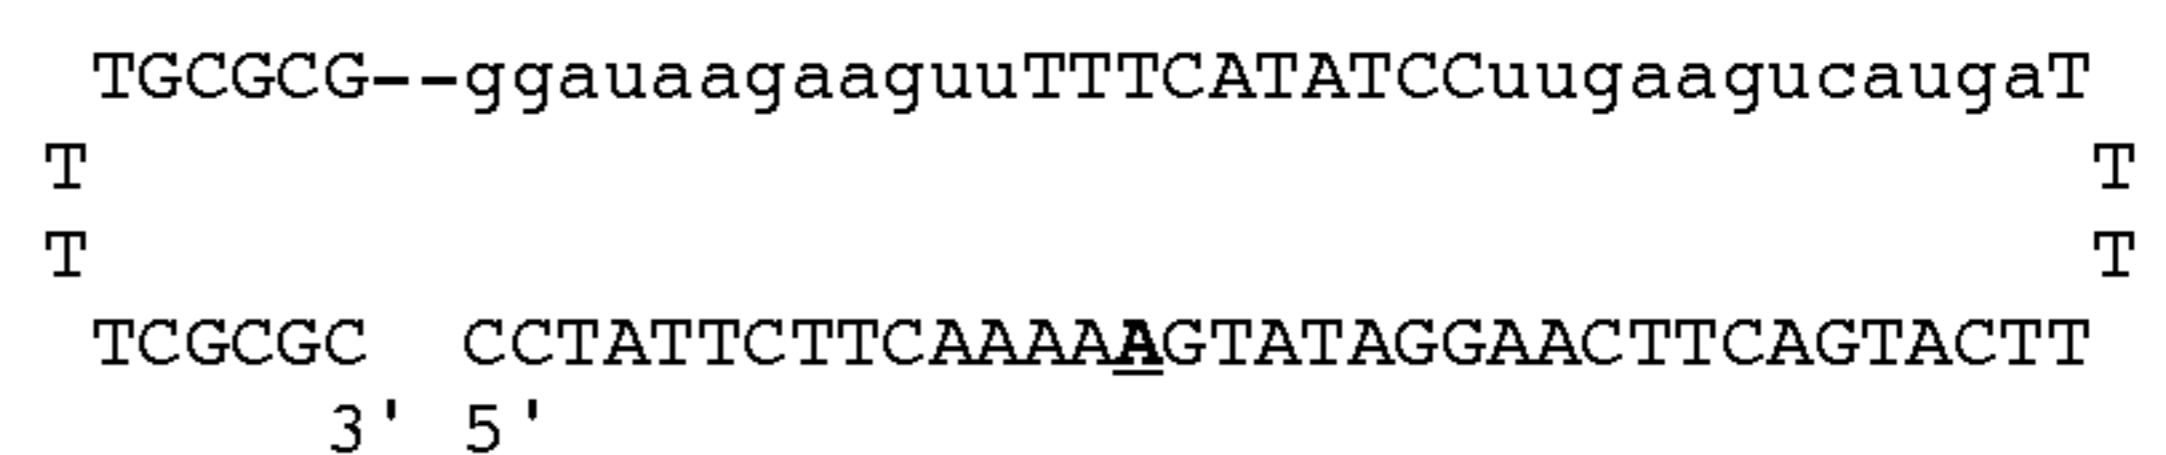 TGCGCG--ggauaagaaguuTTTCATATCCuugaagucaugaT
T T
T T
TCGCGC CCTATTCTTCAAAAAGTATAGGAACTTCAGTACTT
3' 5'